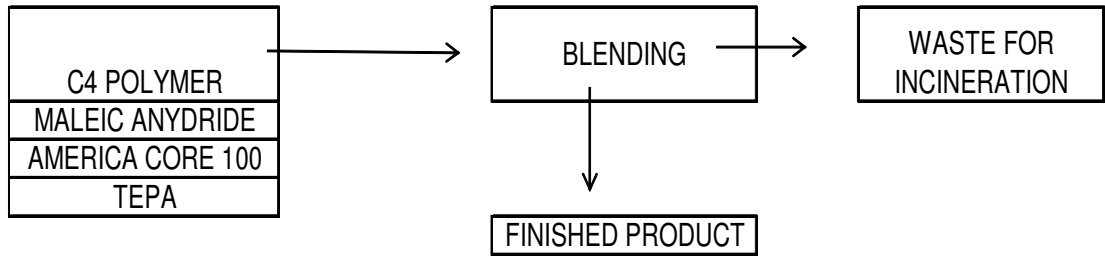 C4 POLYMER
MALEIC ANYDRIDE
AMERICA CORE 100
TEPA
BLENDING
WASTE FOR
INCINERATION
FINISHED PRODUCT